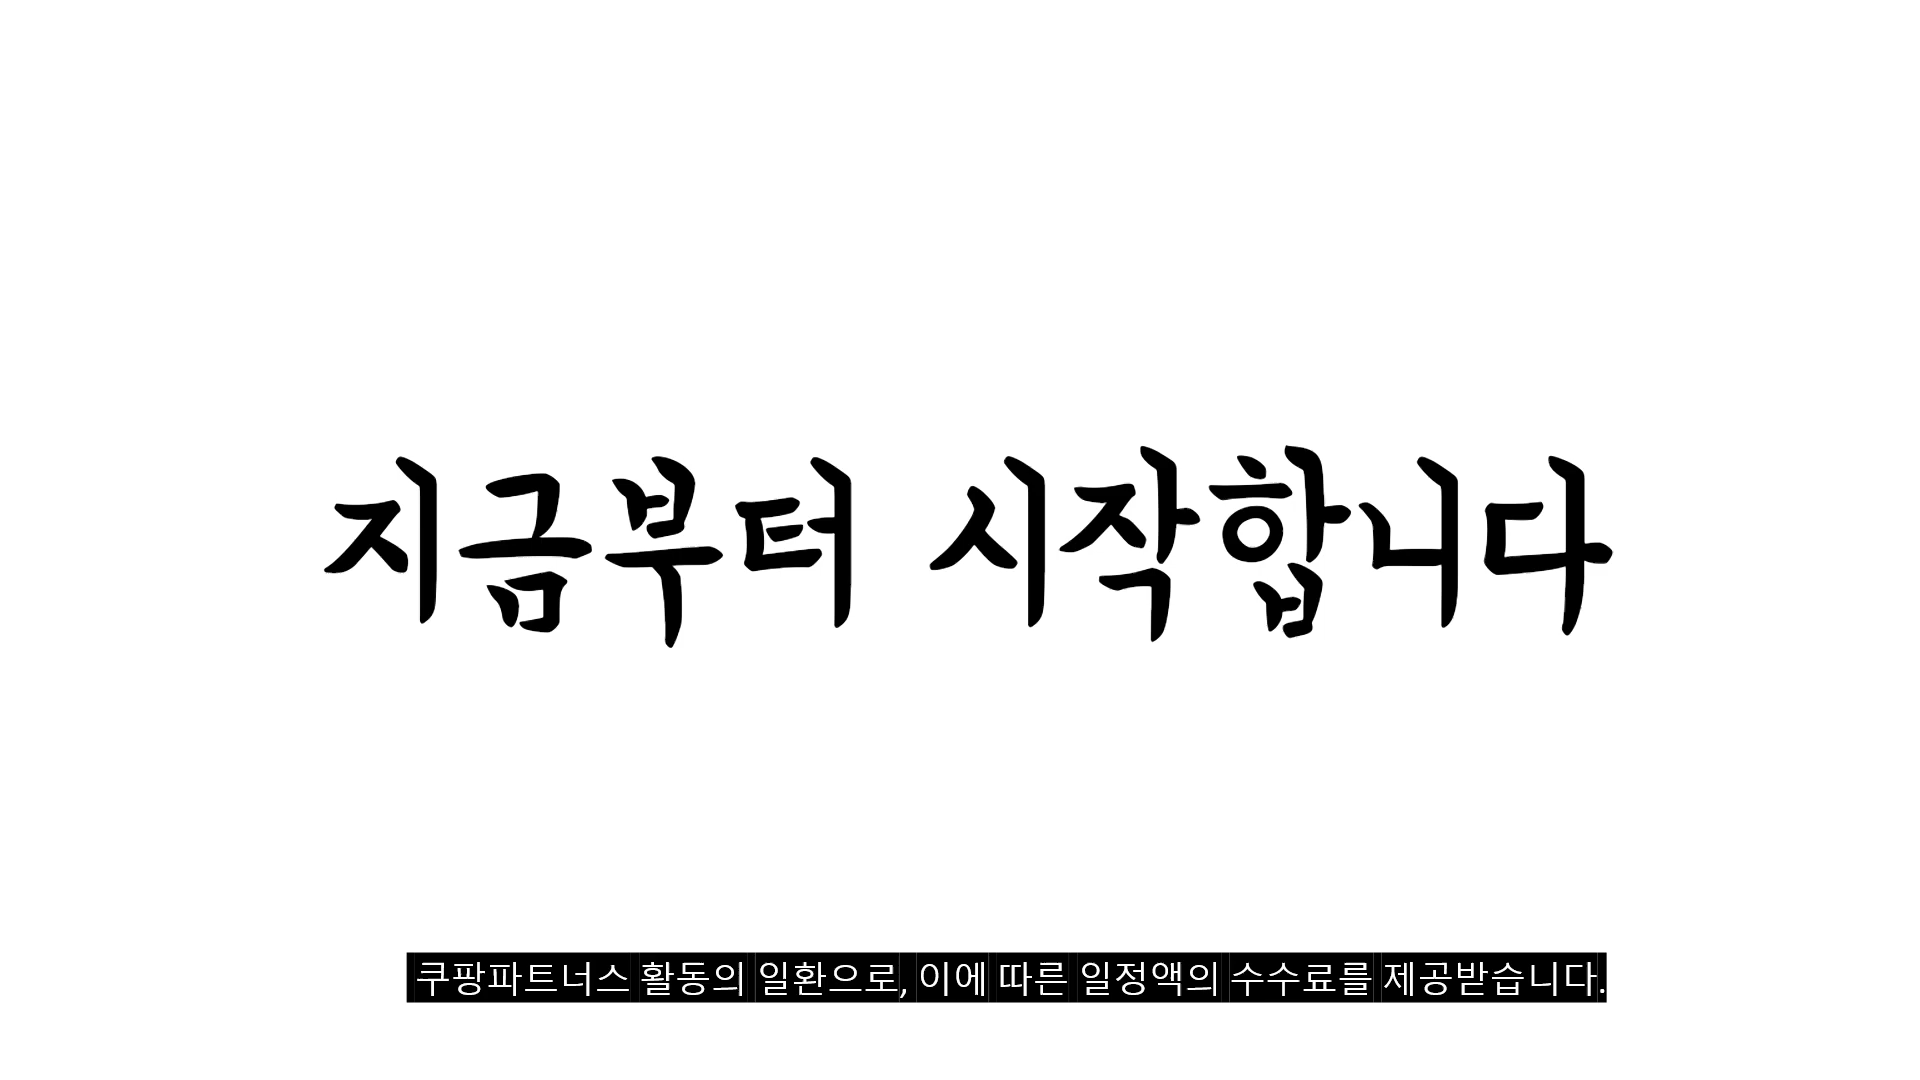 지금부터 시작합니다
쿠팡파트너스 활동의 일환으로, 이에 따른 일정액의 수수료를 제공받습니다.